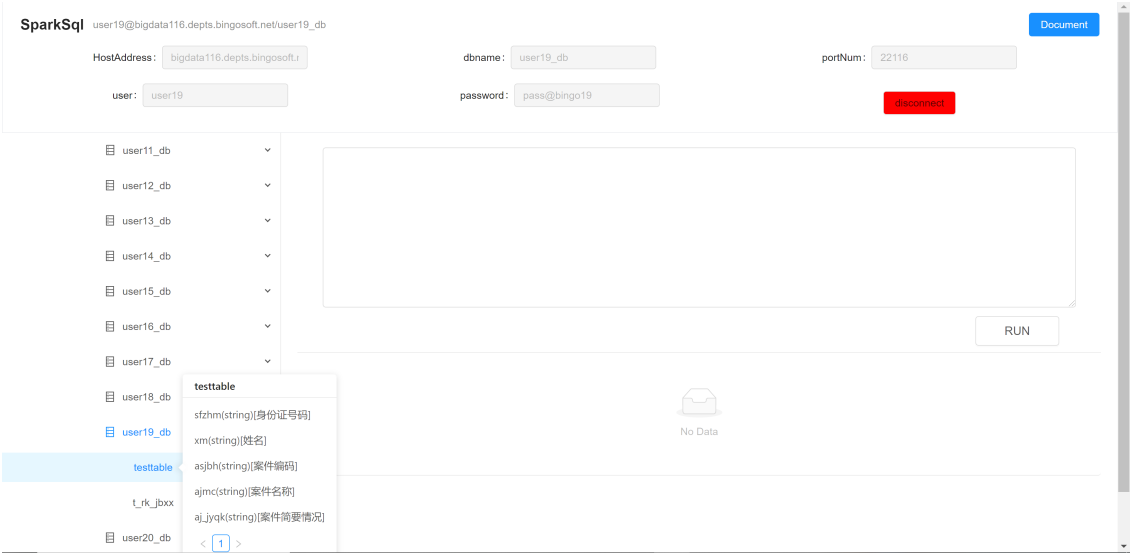 SparkSql user19@bigdata116.depts.bingosoft.net/user19_db Document
HostAddress: bigdata116.depts.bingosoft.r dbname: user19_db portNum: 22116
user: user19 password: pass@bingo19 disconnect
user11_db
user12_db
user13_db
user14_db
user15_db
user16_db
RUN
user17_db
testtable
user18_db
sfzhm(string)[身份证号码]
No Data
user19_db
xm(string)[姓名]
testtable
asjbh(string)[案件编码]
ajmc(string)[案件名称]
t_rk_jbxx
aj_jyqk(string)[案件简要情况]
user20_db
< 1 >